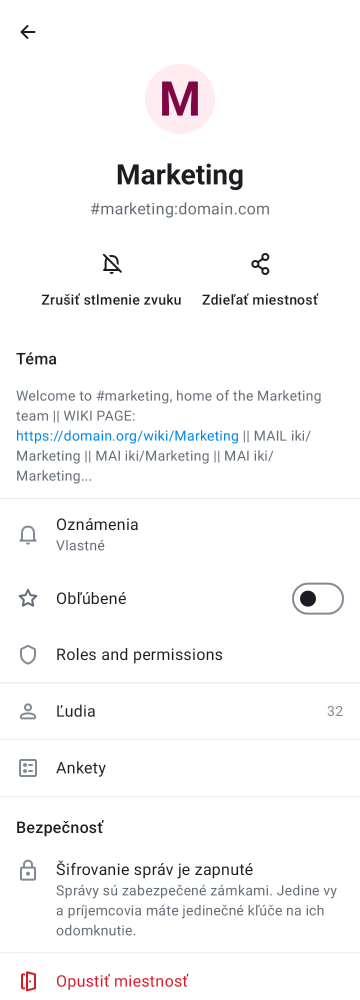 M
Marketing
#marketing:domain.com
Zrušiť stlmenie zvuku
Zdieľať miestnosť
Téma
Welcome to #marketing, home of the Marketing
team || WIKI PAGE:
https://domain.org/wiki/Marketing || MAIL iki/
Marketing || MAI iki/Marketing || MAI iki/
Marketing...
Oznámenia
Vlastné
Obľúbené
Roles and permissions
Ľudia 32
Ankety
Bezpečnosť
Šifrovanie správ je zapnuté
Správy sú zabezpečené zámkami. Jedine vy
a príjemcovia máte jedinečné kľúče na ich
odomknutie.
Opustiť miestnosť